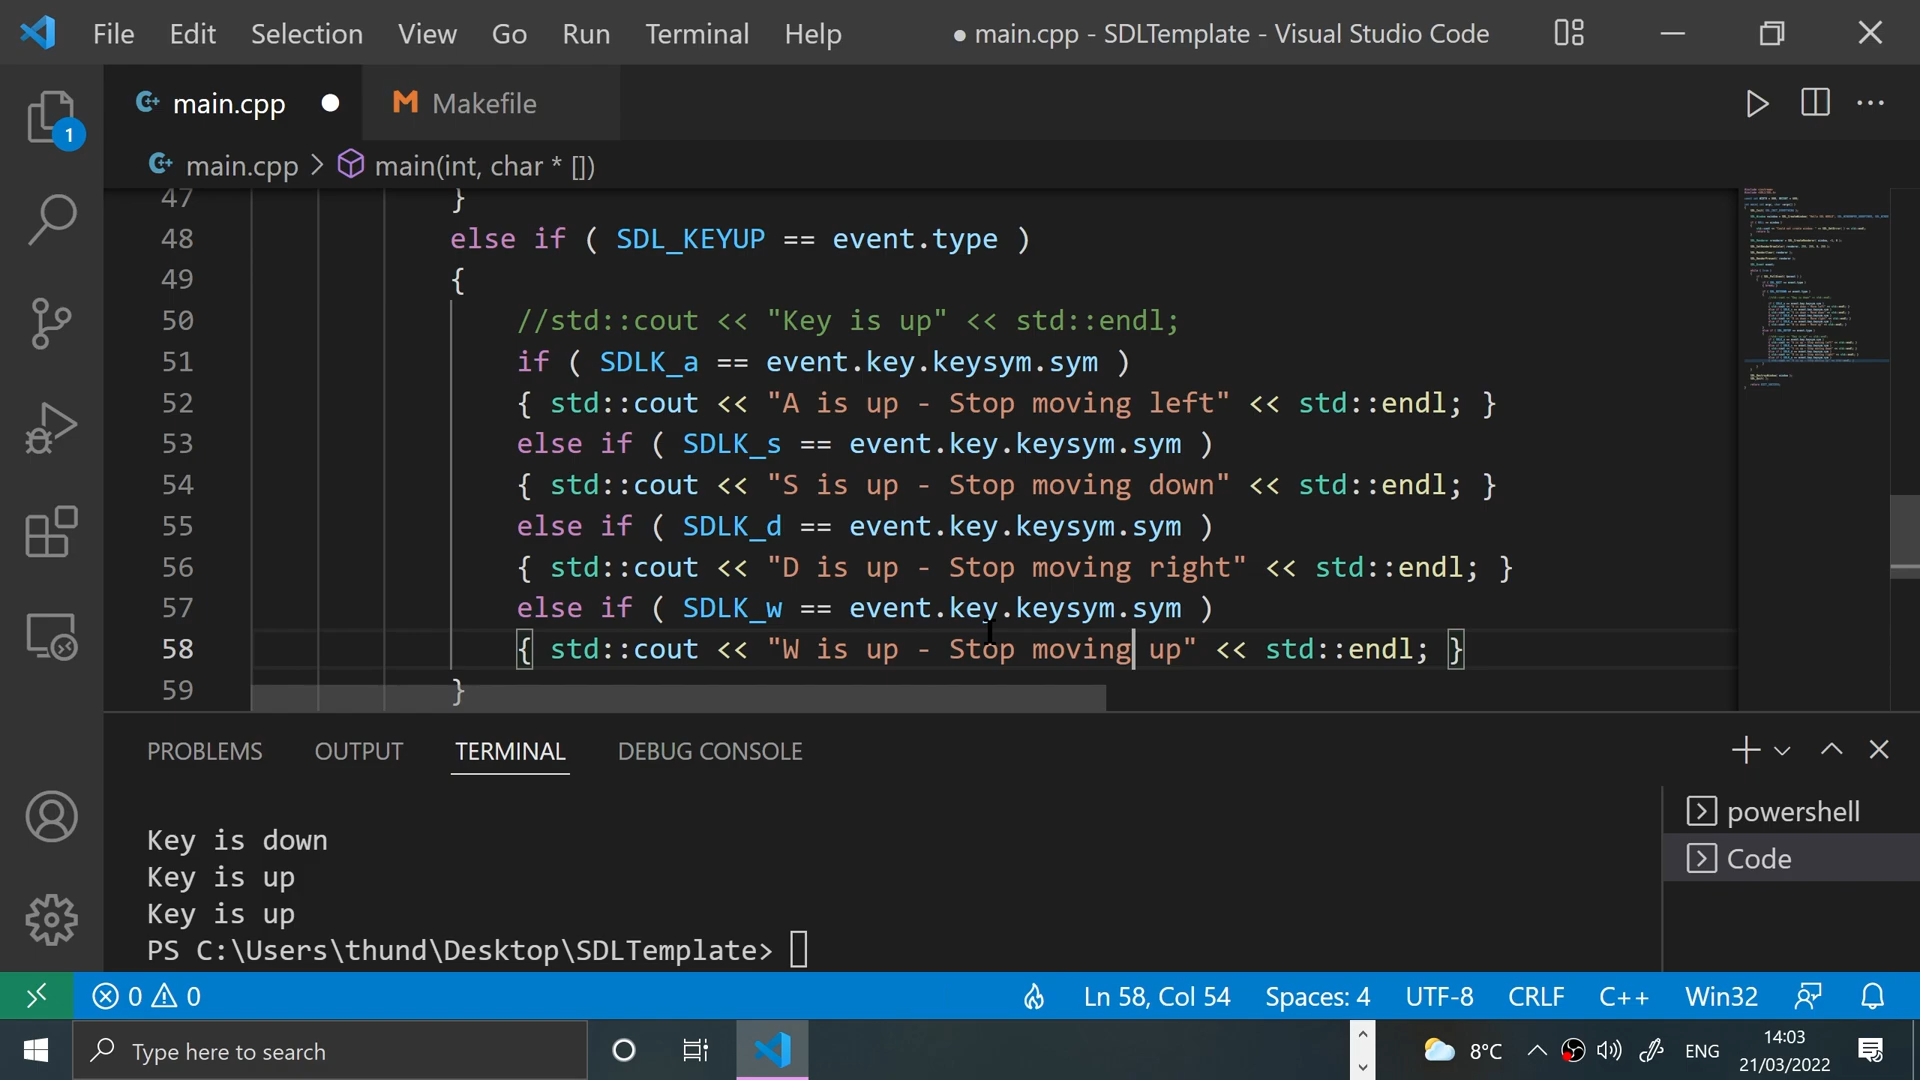 File Edit Selection View Go Run Terminal Help ● main.cpp - SDLTemplate - Visual Studio Code
main.cpp ● M Makefile
main.cpp > main(int, char * [])
1
47 }
48 else if ( SDL_KEYUP == event.type )
49 {
50 //std::cout << "Key is up" << std::endl;
51 if ( SDLK_a == event.key.keysym.sym )
52 { std::cout << "A is up - Stop moving left" << std::endl; }
53 else if ( SDLK_s == event.key.keysym.sym )
54 { std::cout << "S is up - Stop moving down" << std::endl; }
55 else if ( SDLK_d == event.key.keysym.sym )
56 { std::cout << "D is up - Stop moving right" << std::endl; }
57 else if ( SDLK_w == event.key.keysym.sym )
58 { std::cout << "W is up - Stop moving up" << std::endl; }
59 }
PROBLEMS OUTPUT TERMINAL DEBUG CONSOLE
powershell
Code
Key is down
Key is up
Key is up
PS C:\Users\thund\Desktop\SDLTemplate>
0 0 Ln 58, Col 54 Spaces: 4 UTF-8 CRLF C++ Win32
Type here to search 8°C ENG 14:03
21/03/2022